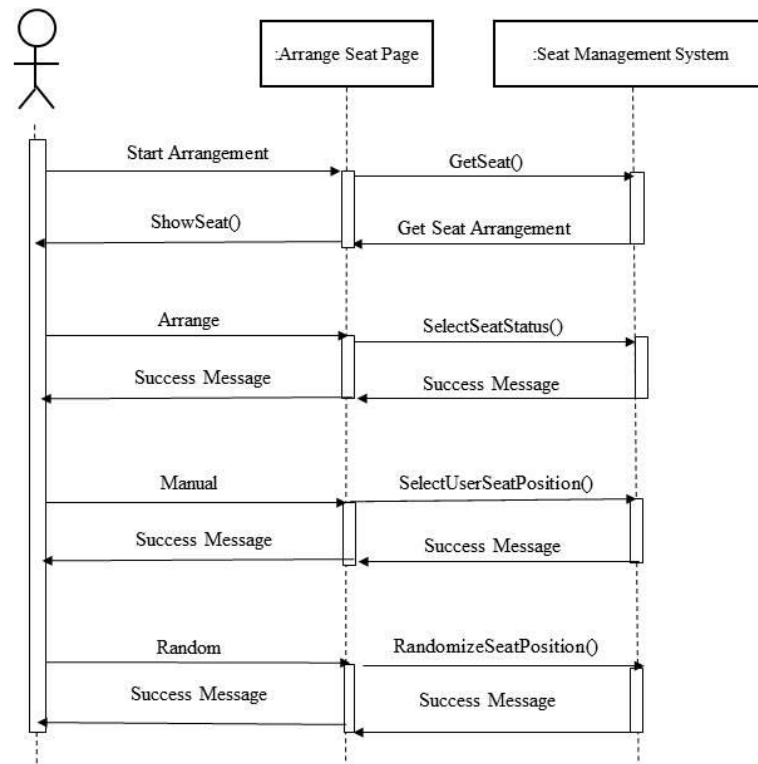 :Arrange Seat Page
:Seat Management System
Start Arrangement
GetSeat()
ShowSeat()
Get Seat Arrangement
Arrange
SelectSeatStatus()
Success Message
Success Message
Manual
SelectUserSeatPosition()
Success Message
Success Message
Random
RandomizeSeatPosition()
Success Message
Success Message